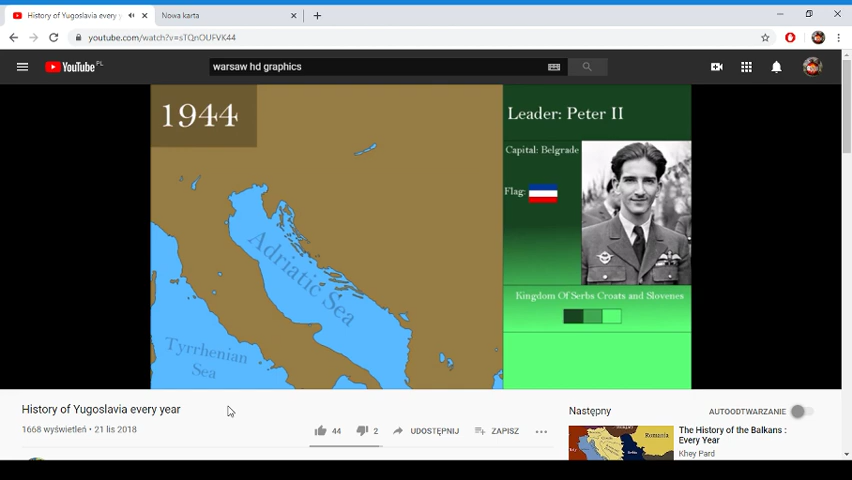 History of Yugoslavia every y
Nowa karta
youtube.com/watch?v=sTQnOUFVK44
YouTube PL
warsaw hd graphics
1944
Leader: Peter II
Capital: Belgrade
Flag:
Kingdom Of Serbs Croats and Slovenes
Adriatic Sea
Tyrrhenian
Sea
History of Yugoslavia every year
1668 wyświetleń • 21 lis 2018
44
2
UDOSTĘPNIJ
ZAPISZ
Następny
AUTOODTWARZANIE
Romania
The History of the Balkans :
Every Year
Khey Pard